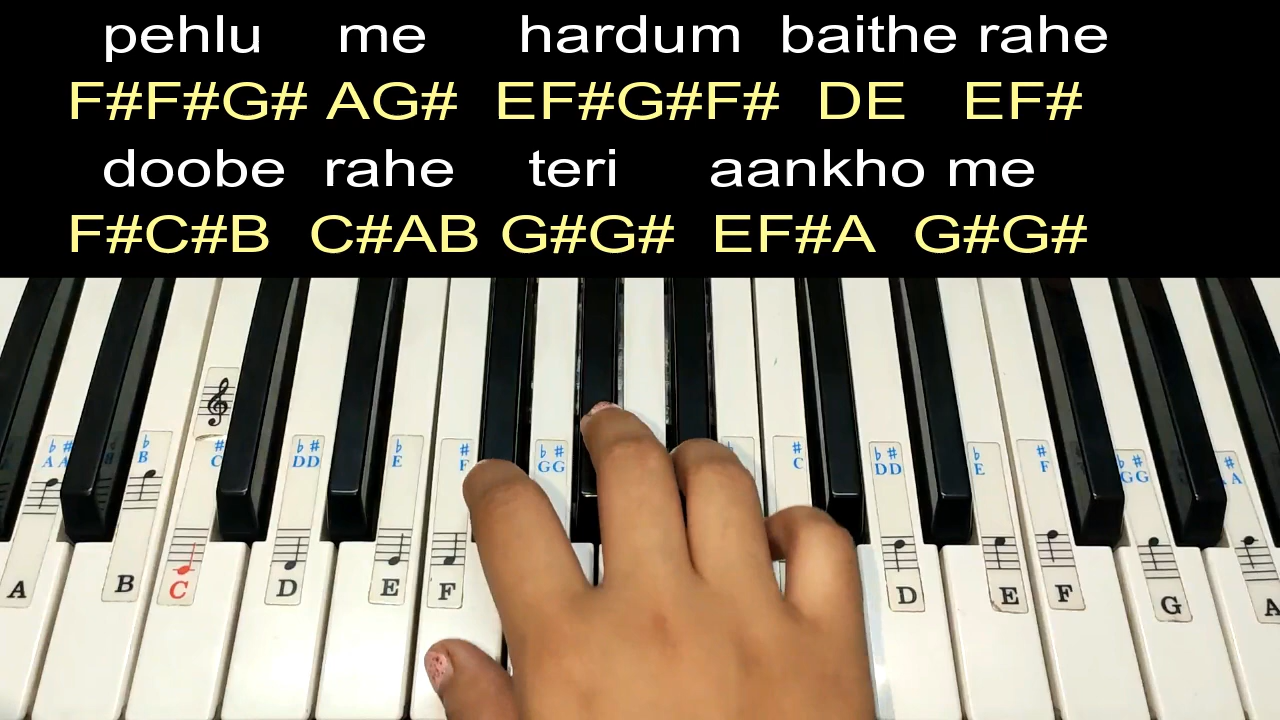 pehlu me hardum baithe rahe
F#F#G# AG# EF#G#F# DE EF#
doobe rahe teri aankho me
F#C#B C#AB G#G# EF#A G#G#
♭ # ♭ # ♭ # ♭ # ♭ # # ♭ # ♭ # ♭ # #
A A B C D D E F G G C D D E F G G A
A B C D E F D E F G A